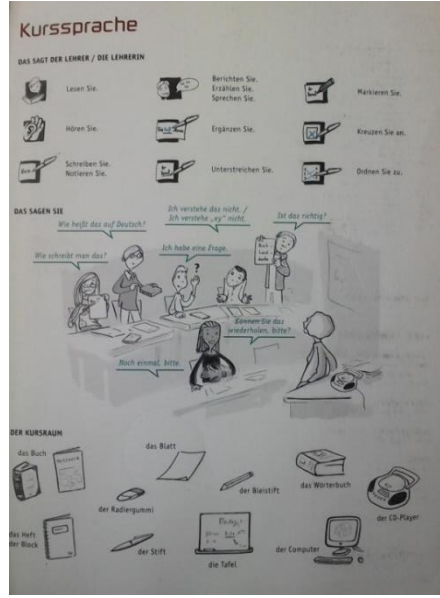 Kurssprache
DAS SAGT DER LEHRER / DIE LEHRERIN
Lesen Sie.
Berichten Sie.
Erzählen Sie.
Sprechen Sie.
Markieren Sie.
Hören Sie.
Ergänzen Sie.
Kreuzen Sie an.
Schreiben Sie.
Notieren Sie.
Unterstreichen Sie.
Ordnen Sie zu.
DAS SAGEN SIE
Wie heißt das auf Deutsch?
Ich verstehe das nicht. /
Ich verstehe „xy“ nicht.
Ist das richtig?
Wie schreibt man das?
Ich habe eine Frage.
?
Können Sie das
wiederholen, bitte?
Noch einmal, bitte.
DER KURSRAUM
das Buch
das Blatt
der Radiergummi
der Bleistift
das Wörterbuch
der CD-Player
das Heft
der Block
der Stift
die Tafel
der Computer